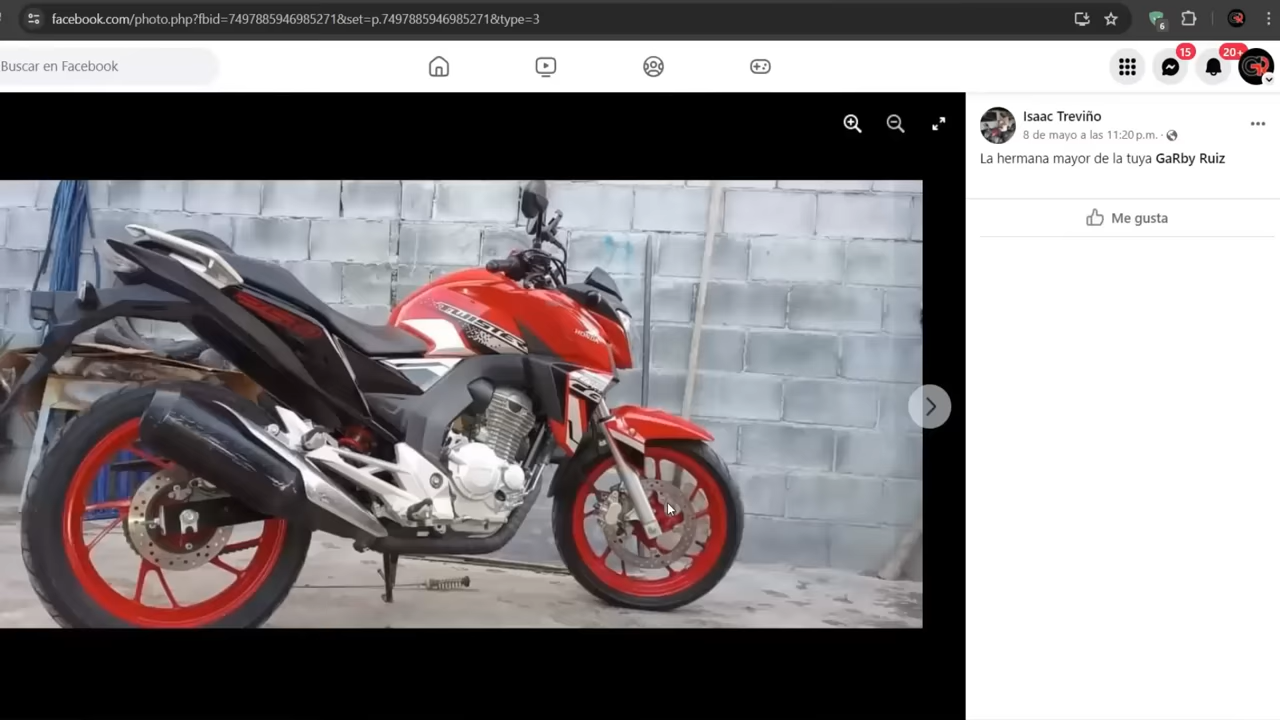 facebook.com/photo.php?fbid=7497885946985271&set=p.7497885946985271&type=3
6
Buscar en Facebook
15
20+
Isaac Treviño
8 de mayo a las 11:20 p.m. ·
La hermana mayor de la tuya GaRby Ruiz
Me gusta
TWISTER
HONDA